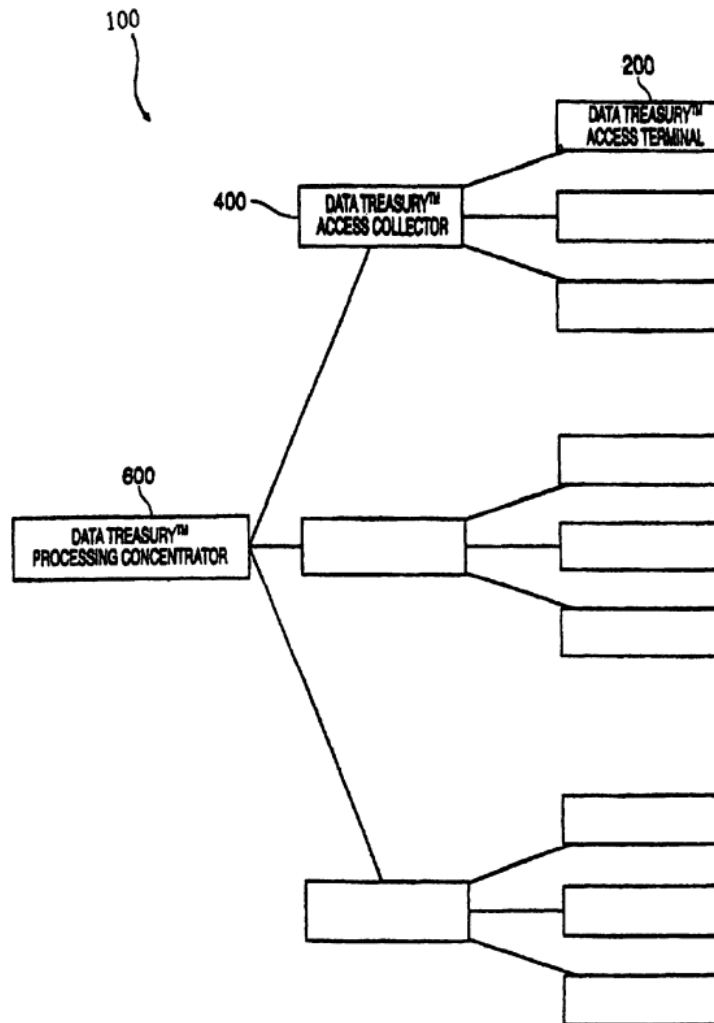 100
200
DATA TREASURY™
ACCESS TERMINAL
400
DATA TREASURY™
ACCESS COLLECTOR
600
DATA TREASURY™
PROCESSING CONCENTRATOR